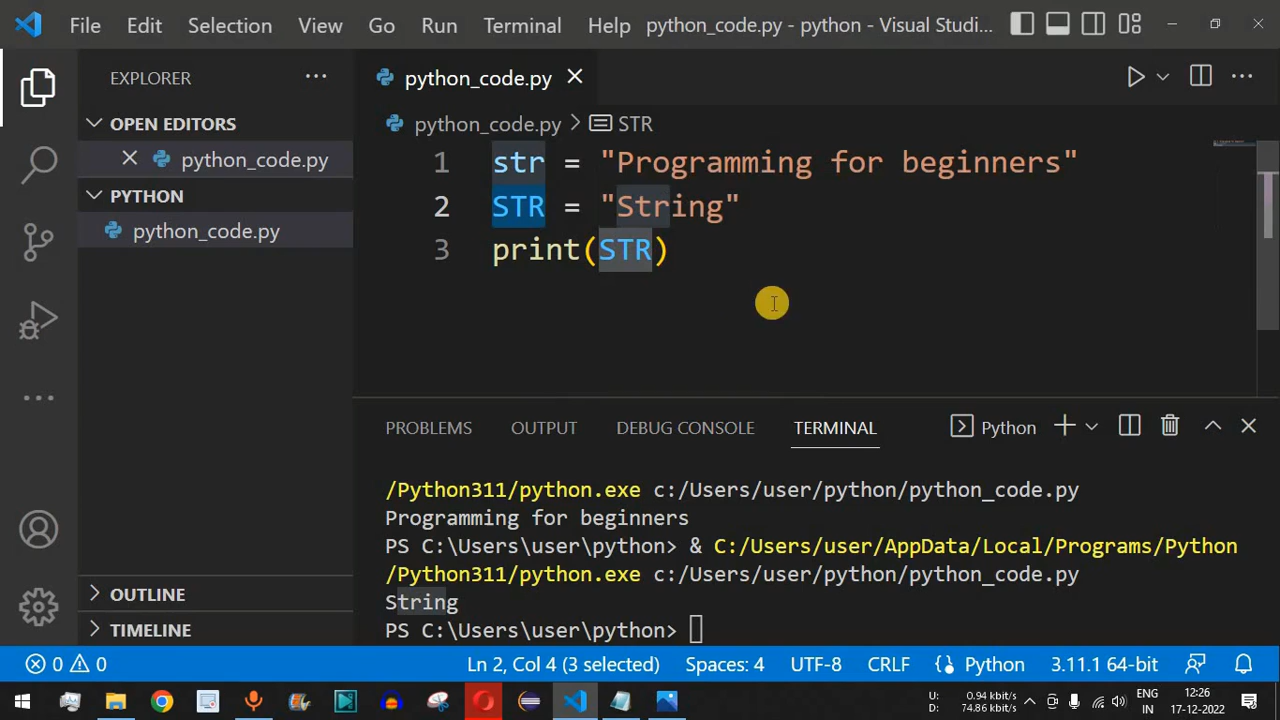 File Edit Selection View Go Run Terminal Help python_code.py - python - Visual Studi...
EXPLORER
OPEN EDITORS
python_code.py
PYTHON
python_code.py
OUTLINE
TIMELINE
python_code.py
python_code.py > STR
1 str = "Programming for beginners"
2 STR = "String"
3 print(STR)
PROBLEMS OUTPUT DEBUG CONSOLE TERMINAL Python
/Python311/python.exe c:/Users/user/python/python_code.py
Programming for beginners
PS C:\Users\user\python> & C:/Users/user/AppData/Local/Programs/Python
/Python311/python.exe c:/Users/user/python/python_code.py
String
PS C:\Users\user\python>
0 0 Ln 2, Col 4 (3 selected) Spaces: 4 UTF-8 CRLF Python 3.11.1 64-bit
U: 0.94 kbit/s
D: 74.86 kbit/s
ENG
IN
12:26
17-12-2022